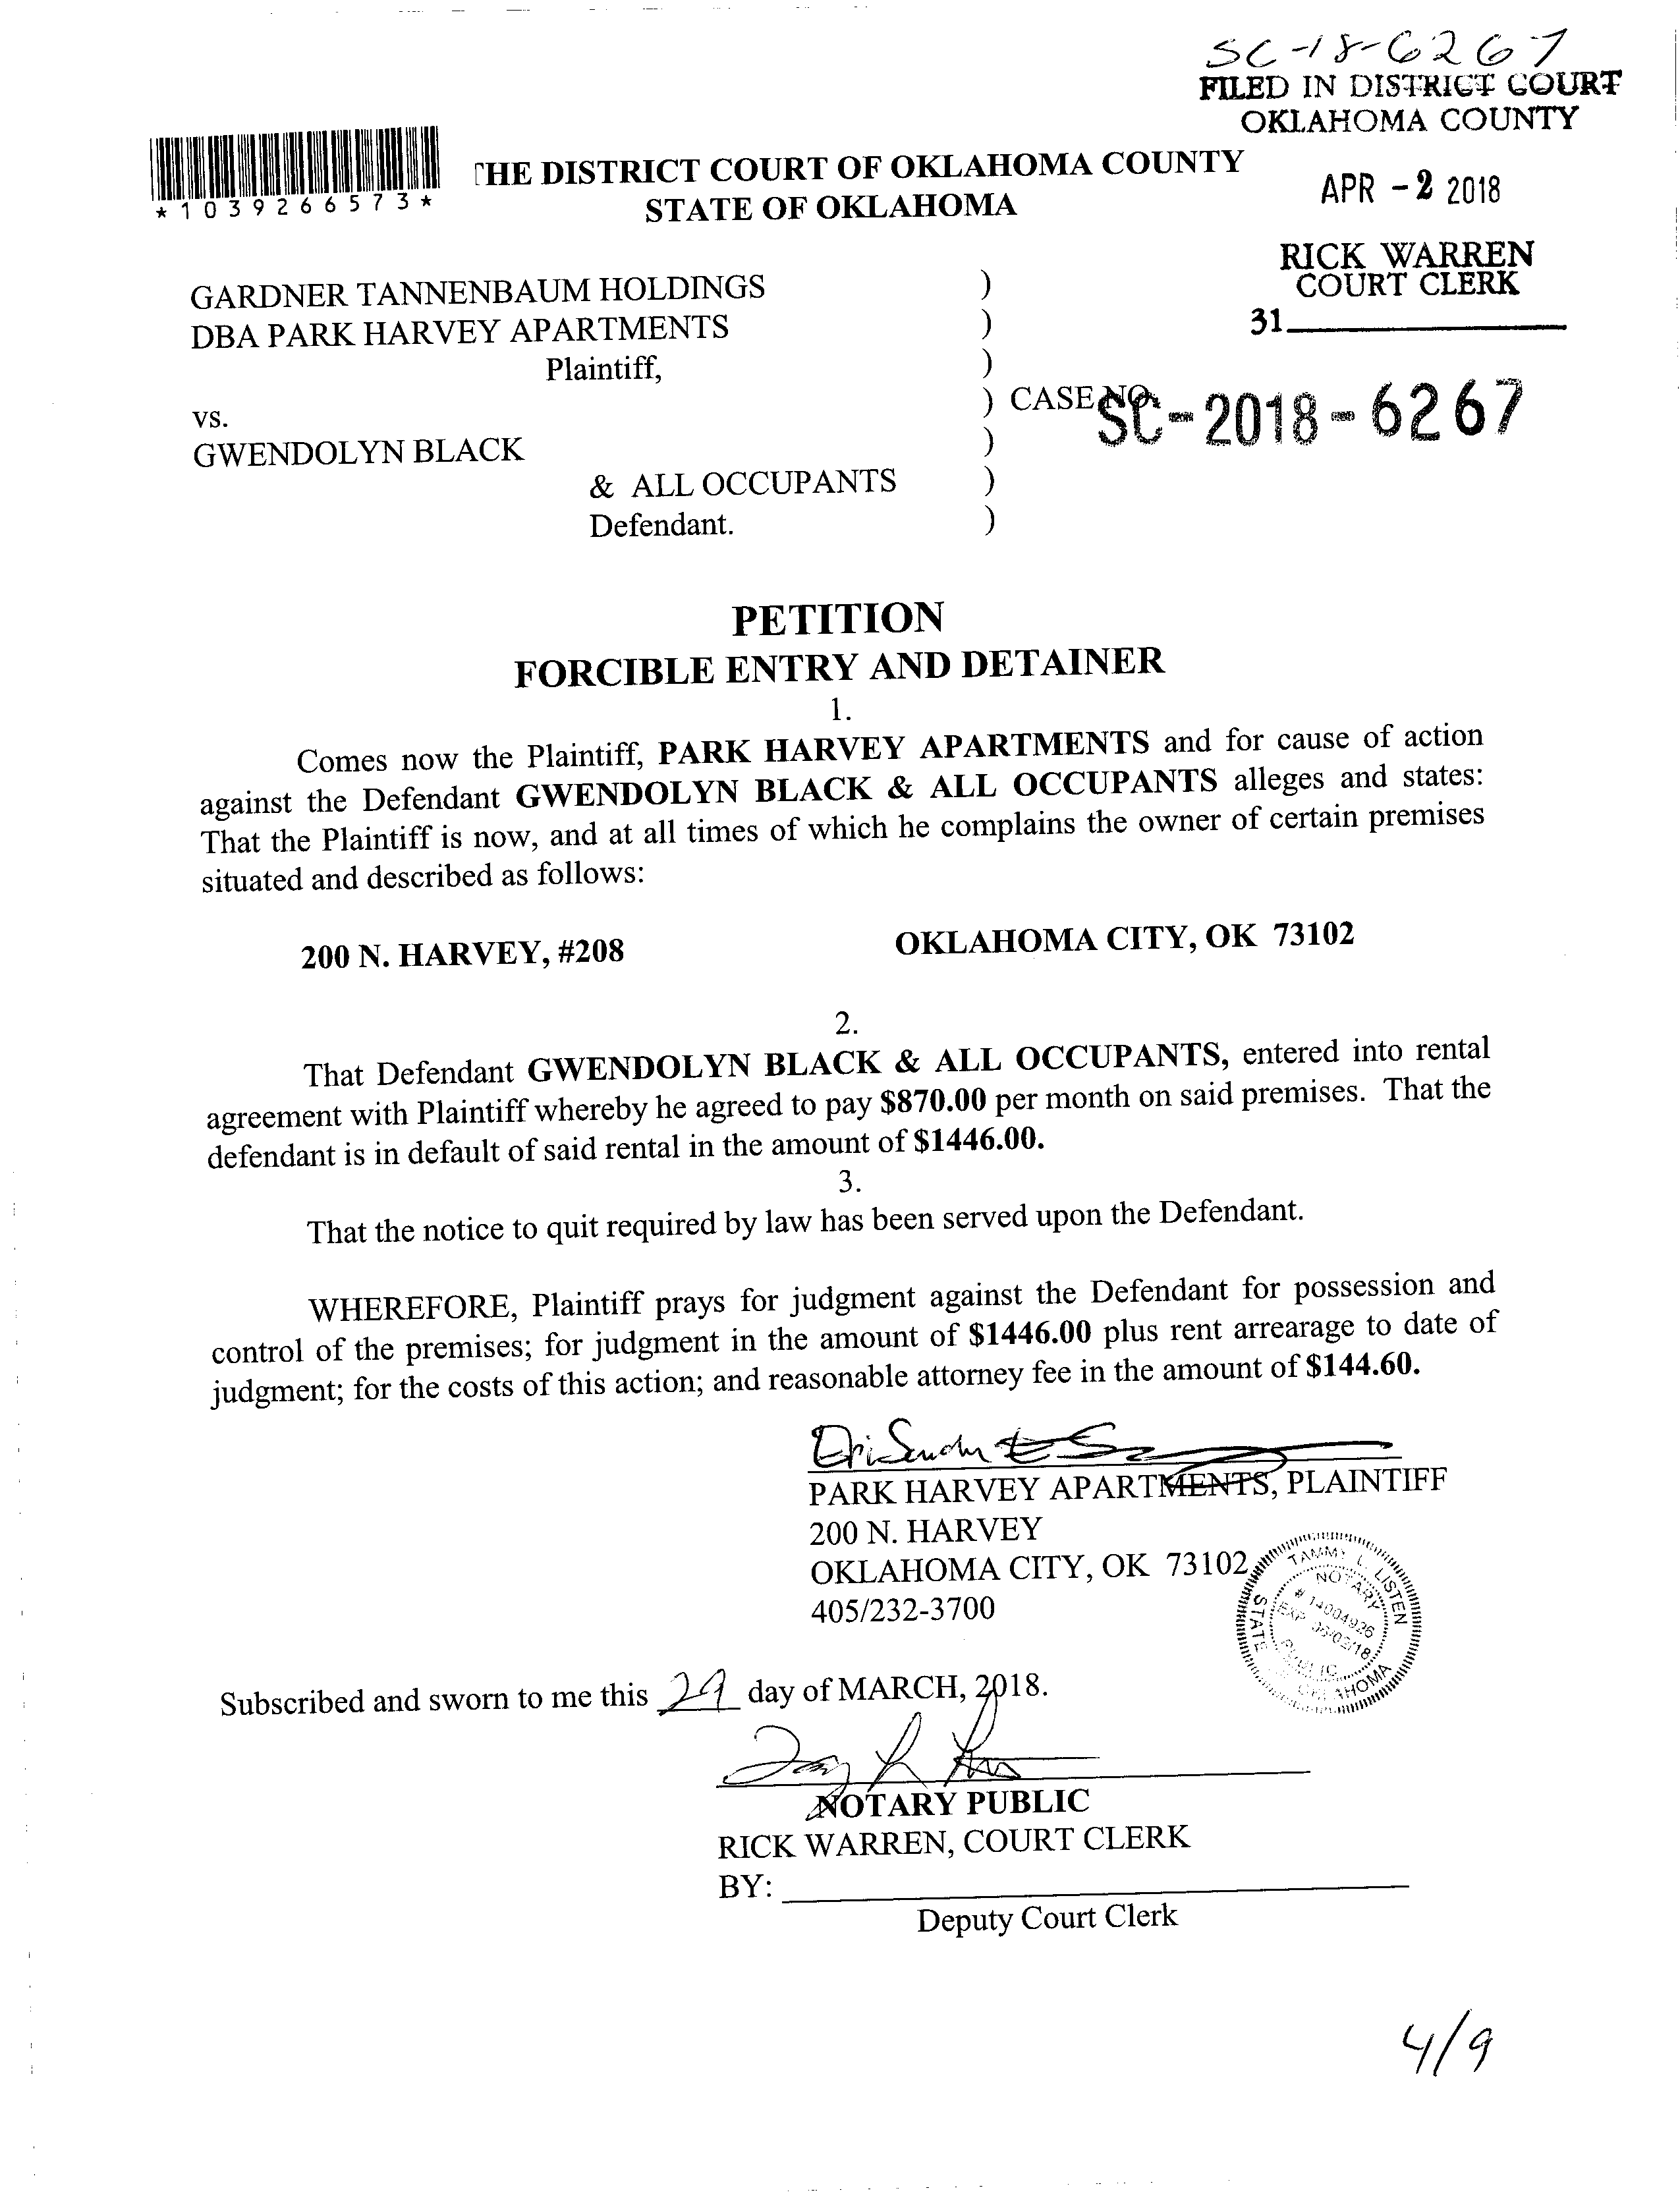 SC-18-6267
FILED IN DISTRICT COURT
OKLAHOMA COUNTY
*1039266573*
THE DISTRICT COURT OF OKLAHOMA COUNTY
STATE OF OKLAHOMA
APR -2 2018
RICK WARREN
COURT CLERK
31
GARDNER TANNENBAUM HOLDINGS )
DBA PARK HARVEY APARTMENTS )
Plaintiff, )
vs. ) CASE NO. SC-2018-6267
GWENDOLYN BLACK )
& ALL OCCUPANTS )
Defendant. )
PETITION
FORCIBLE ENTRY AND DETAINER
1.
Comes now the Plaintiff, PARK HARVEY APARTMENTS and for cause of action
against the Defendant GWENDOLYN BLACK & ALL OCCUPANTS alleges and states:
That the Plaintiff is now, and at all times of which he complains the owner of certain premises
situated and described as follows:
200 N. HARVEY, #208 OKLAHOMA CITY, OK 73102
2.
That Defendant GWENDOLYN BLACK & ALL OCCUPANTS, entered into rental
agreement with Plaintiff whereby he agreed to pay $870.00 per month on said premises. That the
defendant is in default of said rental in the amount of $1446.00.
3.
That the notice to quit required by law has been served upon the Defendant.
WHEREFORE, Plaintiff prays for judgment against the Defendant for possession and
control of the premises; for judgment in the amount of $1446.00 plus rent arrearage to date of
judgment; for the costs of this action; and reasonable attorney fee in the amount of $144.60.
PARK HARVEY APARTMENTS, PLAINTIFF
200 N. HARVEY
OKLAHOMA CITY, OK 73102
405/232-3700
TAMMY L. LISTEN
NOTARY
# 14004926
PUBLIC
STATE OKLAHOMA
Subscribed and sworn to me this 29 day of MARCH, 2018.
NOTARY PUBLIC
RICK WARREN, COURT CLERK
BY:
Deputy Court Clerk
4/9